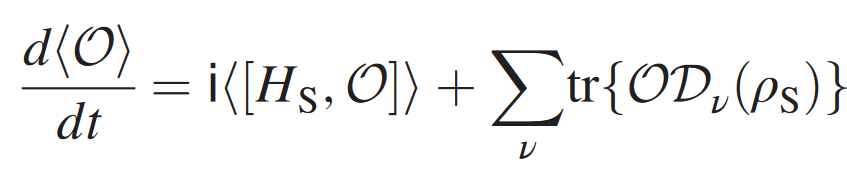 d⟨𝒪⟩/dt = i⟨[H_S, 𝒪]⟩ + ∑_ν tr{𝒪𝒟_ν(ρ_S)}